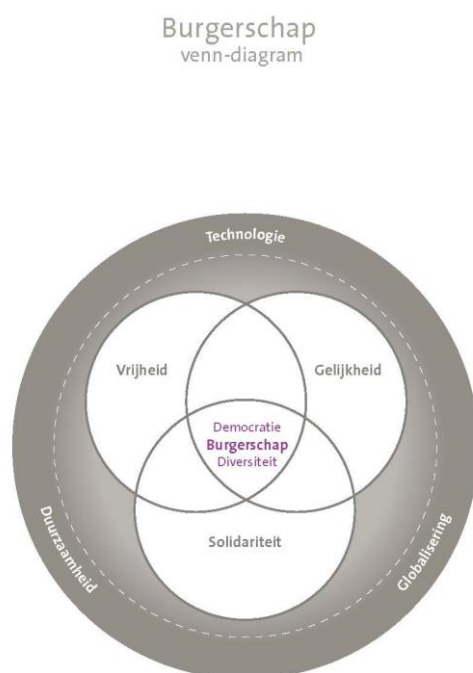 Burgerschap
venn-diagram
Technologie
Vrijheid
Gelijkheid
Democratie
Burgerschap
Diversiteit
Solidariteit
Duurzaamheid
Globalisering